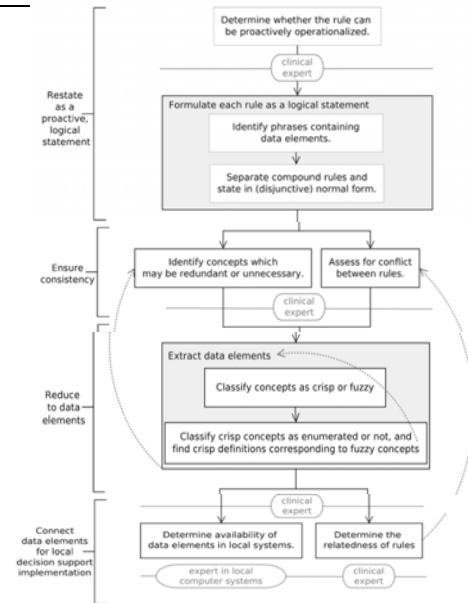 Determine whether the rule can
be proactively operationalized.
clinical
expert
Restate
as a
proactive,
logical
statement
Formulate each rule as a logical statement
Identify phrases containing
data elements.
Separate compound rules and
state in (disjunctive) normal form.
Ensure
consistency
Identify concepts which
may be redundant or unnecessary.
Assess for conflict
between rules.
clinical
expert
Reduce
to data
elements
Extract data elements
Classify concepts as crisp or fuzzy
Classify crisp concepts as enumerated or not, and
find crisp definitions corresponding to fuzzy concepts
clinical
expert
Connect
data elements
for local
decision support
implementation
Determine availability of
data elements in local systems.
Determine the
relatedness of rules
expert in local
computer systems
clinical
expert